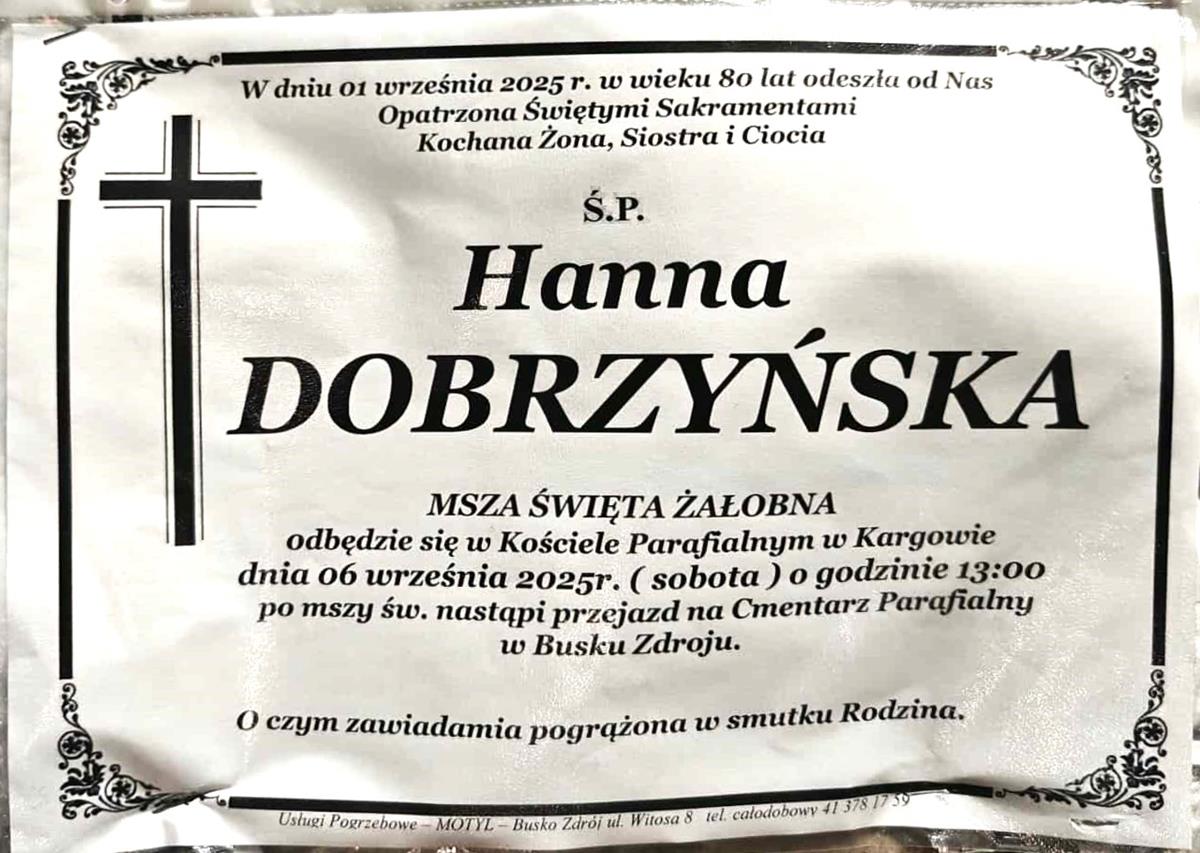 W dniu 01 września 2025 r. w wieku 80 lat odeszła od Nas
Opatrzona Świętymi Sakramentami
Kochana Żona, Siostra i Ciocia
Ś.P.
Hanna
DOBRZYŃSKA
MSZA ŚWIĘTA ŻAŁOBNA
odbędzie się w Kościele Parafialnym w Kargowie
dnia 06 września 2025r. ( sobota ) o godzinie 13:00
po mszy św. nastąpi przejazd na Cmentarz Parafialny
w Busku Zdroju.
O czym zawiadamia pogrążona w smutku Rodzina.
Usługi Pogrzebowe – MOTYL – Busko Zdrój ul. Witosa 8 tel. całodobowy 41 378 17 59